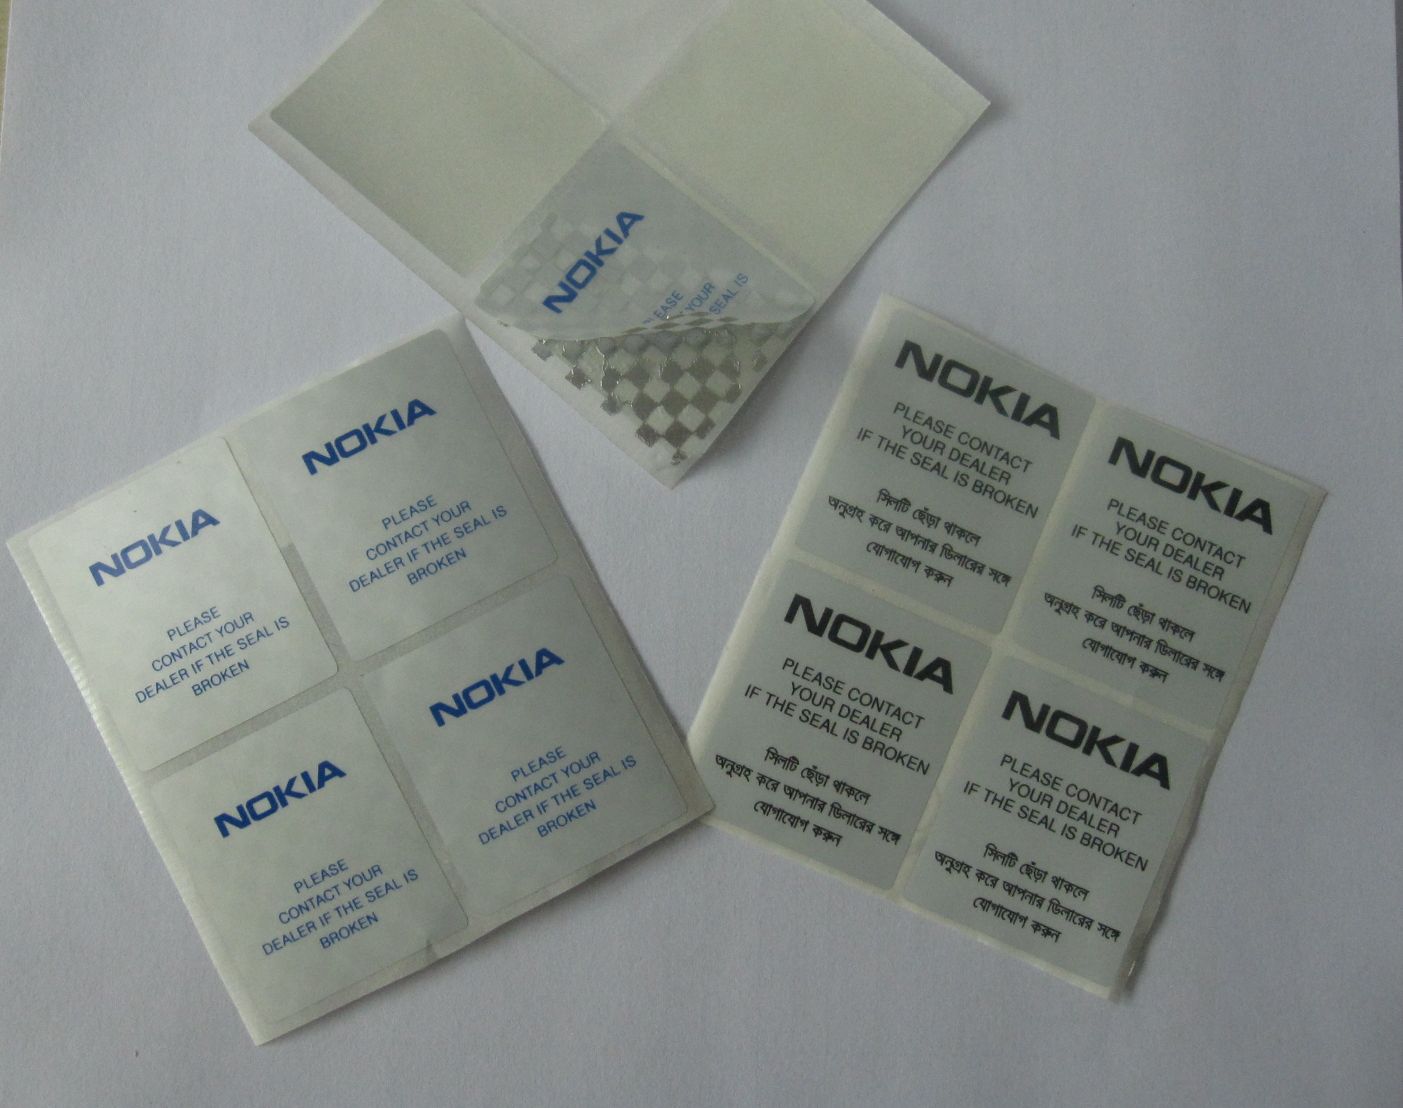 NOKIA
LEASE
YOUR
SEAL IS
NOKIA
PLEASE
CONTACT YOUR
DEALER IF THE SEAL IS
BROKEN
NOKIA
PLEASE
CONTACT YOUR
DEALER IF THE SEAL IS
BROKEN
NOKIA
PLEASE
CONTACT YOUR
DEALER IF THE SEAL IS
BROKEN
NOKIA
PLEASE
CONTACT YOUR
DEALER IF THE SEAL IS
BROKEN
NOKIA
PLEASE CONTACT
YOUR DEALER
IF THE SEAL IS BROKEN
সিলটি ছেঁড়া থাকলে
অনুগ্রহ করে আপনার ডিলারের সঙ্গে
যোগাযোগ করুন
NOKIA
PLEASE CONTACT
YOUR DEALER
IF THE SEAL IS BROKEN
সিলটি ছেঁড়া থাকলে
অনুগ্রহ করে আপনার ডিলারের সঙ্গে
যোগাযোগ করুন
NOKIA
PLEASE CONTACT
YOUR DEALER
IF THE SEAL IS BROKEN
সিলটি ছেঁড়া থাকলে
অনুগ্রহ করে আপনার ডিলারের সঙ্গে
যোগাযোগ করুন
NOKIA
PLEASE CONTACT
YOUR DEALER
IF THE SEAL IS BROKEN
সিলটি ছেঁড়া থাকলে
অনুগ্রহ করে আপনার ডিলারের সঙ্গে
যোগাযোগ করুন